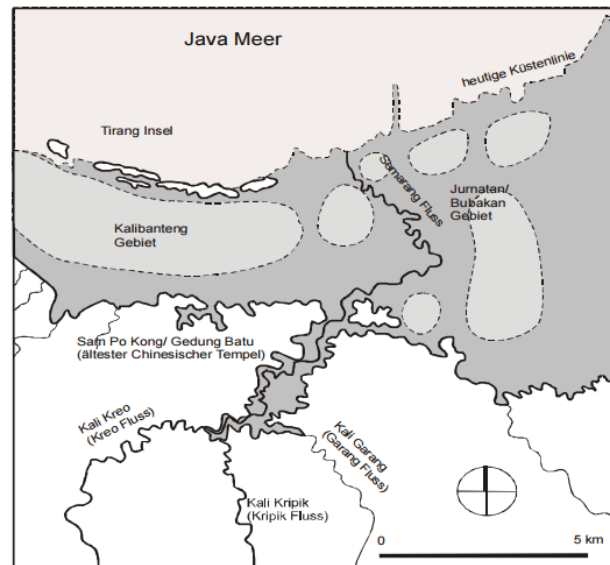 Java Meer
heutige Küstenlinie
Tirang Insel
Semarang Fluss
Jurnatan/
Bubakan
Gebiet
Kalibanteng
Gebiet
Sam Po Kong/ Gedung Batu
(ältester Chinesischer Tempel)
Kali Kreo
(Kreo Fluss)
Kali Garang
(Garang Fluss)
Kali Kripik
(Kripik Fluss)
0
5 km